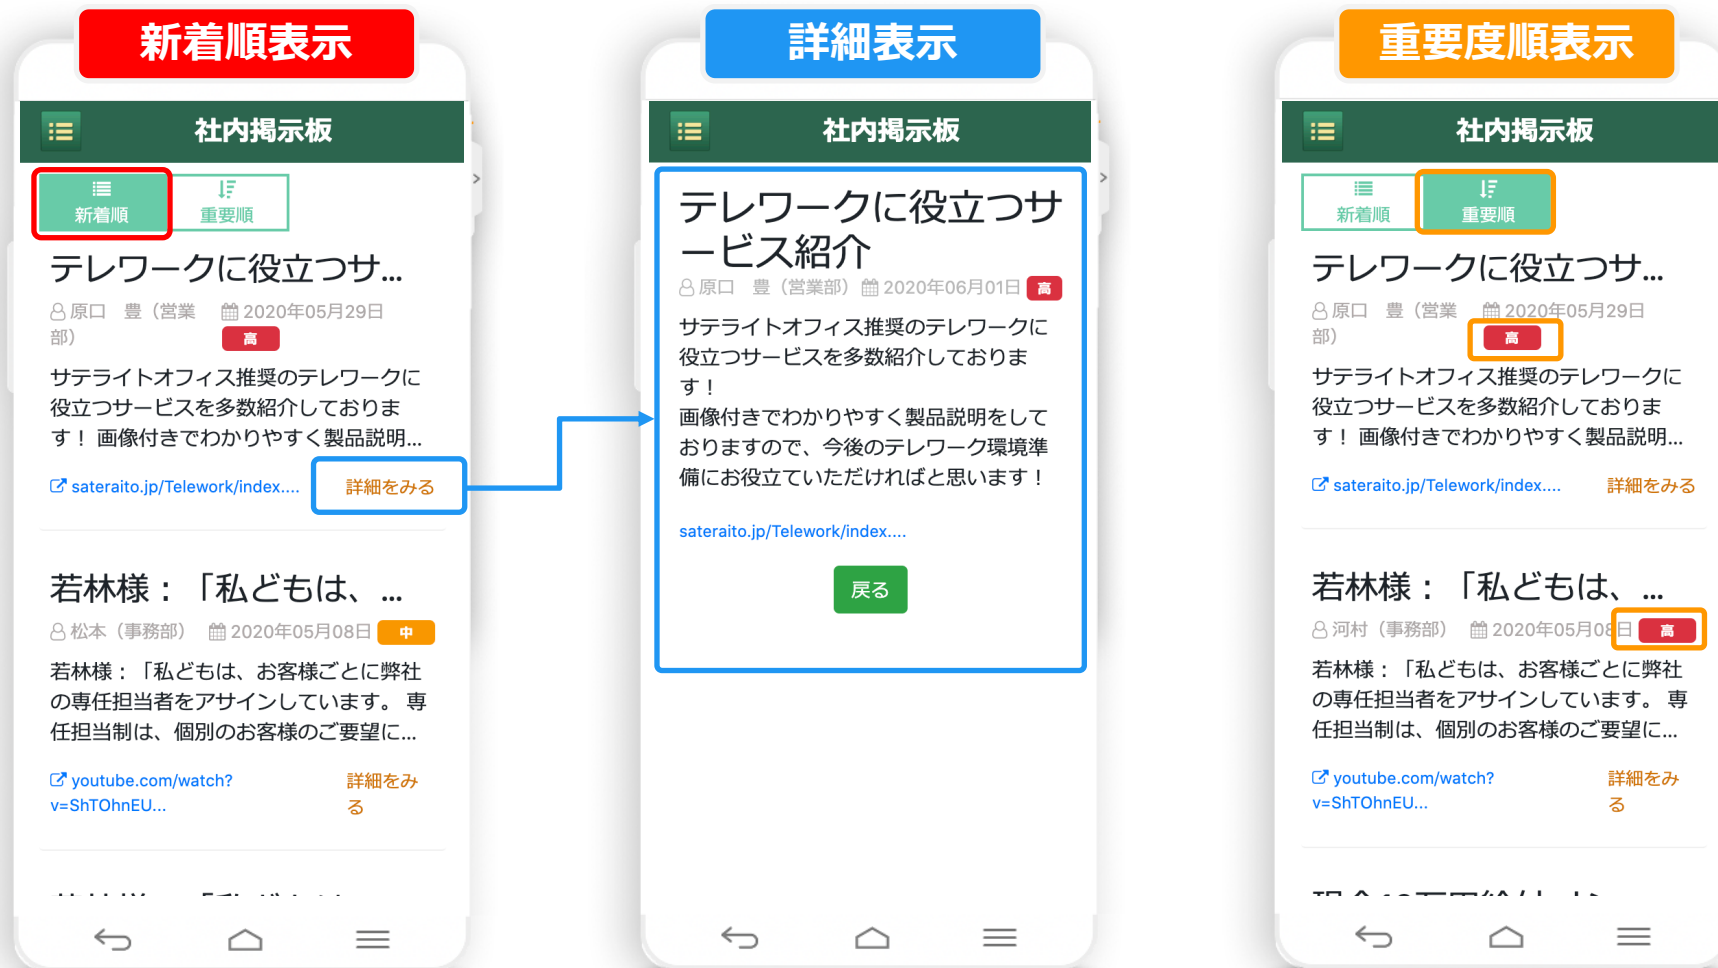 新着順表示
社内掲示板
新着順
重要順
テレワークに役立つサ...
原口　豊（営業
部）
2020年05月29日
高
サテライトオフィス推奨のテレワークに
役立つサービスを多数紹介しておりま
す！ 画像付きでわかりやすく製品説明...
sateraito.jp/Telework/index....
詳細をみる
若林様：「私どもは、...
松本（事務部） 2020年05月08日 中
若林様：「私どもは、お客様ごとに弊社
の専任担当者をアサインしています。 専
任担当制は、個別のお客様のご要望に...
youtube.com/watch?
v=ShTOhnEU...
詳細をみ
る
詳細表示
社内掲示板
テレワークに役立つサ
ービス紹介
原口　豊（営業部） 2020年06月01日 高
サテライトオフィス推奨のテレワークに
役立つサービスを多数紹介しておりま
す！
画像付きでわかりやすく製品説明をして
おりますので、今後のテレワーク環境準
備にお役立ていただければと思います！
sateraito.jp/Telework/index....
戻る
重要度順表示
社内掲示板
新着順
重要順
テレワークに役立つサ...
原口　豊（営業
部）
2020年05月29日
高
サテライトオフィス推奨のテレワークに
役立つサービスを多数紹介しておりま
す！ 画像付きでわかりやすく製品説明...
sateraito.jp/Telework/index....
詳細をみる
若林様：「私どもは、...
河村（事務部） 2020年05月08日 高
若林様：「私どもは、お客様ごとに弊社
の専任担当者をアサインしています。 専
任担当制は、個別のお客様のご要望に...
youtube.com/watch?
v=ShTOhnEU...
詳細をみ
る